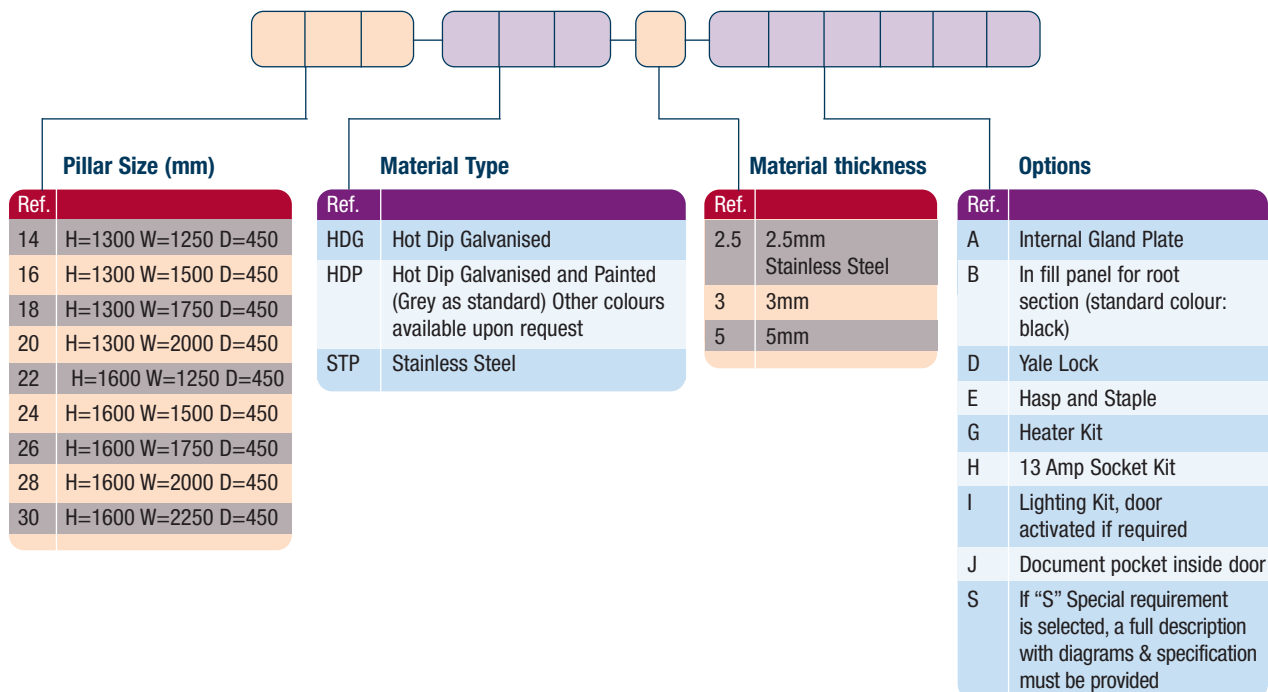 Pillar Size (mm)
Ref.
14 H=1300 W=1250 D=450
16 H=1300 W=1500 D=450
18 H=1300 W=1750 D=450
20 H=1300 W=2000 D=450
22 H=1600 W=1250 D=450
24 H=1600 W=1500 D=450
26 H=1600 W=1750 D=450
28 H=1600 W=2000 D=450
30 H=1600 W=2250 D=450
Material Type
Ref.
HDG Hot Dip Galvanised
HDP Hot Dip Galvanised and Painted
(Grey as standard) Other colours
available upon request
STP Stainless Steel
Material thickness
Ref.
2.5 2.5mm
Stainless Steel
3 3mm
5 5mm
Options
Ref.
A Internal Gland Plate
B In fill panel for root
section (standard colour:
black)
D Yale Lock
E Hasp and Staple
G Heater Kit
H 13 Amp Socket Kit
I Lighting Kit, door
activated if required
J Document pocket inside door
S If “S” Special requirement
is selected, a full description
with diagrams & specification
must be provided